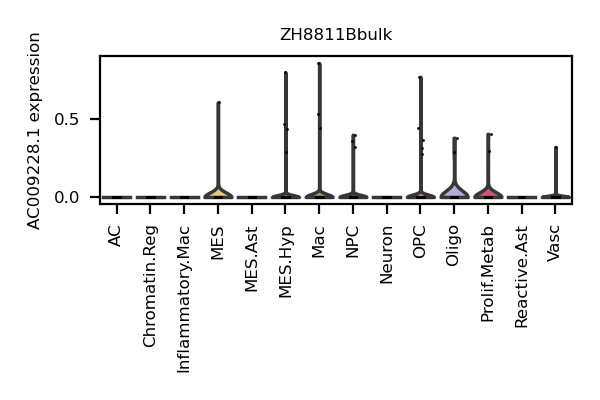 ZH8811Bbulk
AC009228.1 expression
0.5
0.0
AC
Chromatin.Reg
Inflammatory.Mac
MES
MES.Ast
MES.Hyp
Mac
NPC
Neuron
OPC
Oligo
Prolif.Metab
Reactive.Ast
Vasc